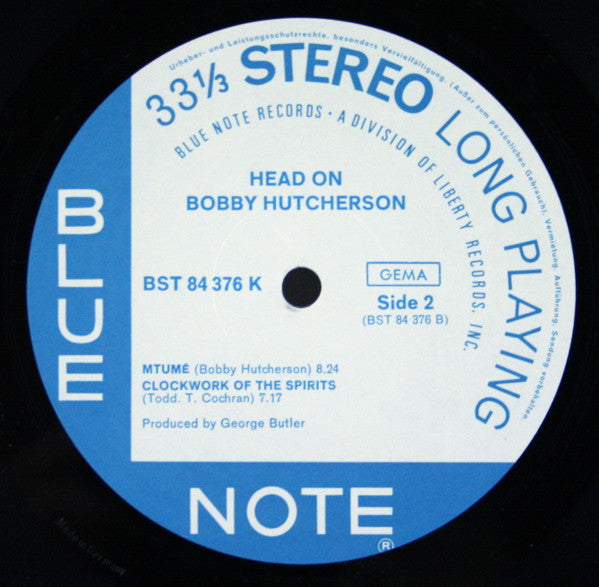 Urheber- und Leistungsschutzrechte, besonders Vervielfältigung, (Außer zum persönlichen Gebrauch), Vermietung, Aufführung, Sendung vorbehalten.
33⅓ STEREO LONG PLAYING
BLUE NOTE RECORDS • A DIVISION OF LIBERTY RECORDS, INC.
HEAD ON
BOBBY HUTCHERSON
BST 84 376 K
GEMA
Side 2
(BST 84 376 B)
MTUMÉ (Bobby Hutcherson) 8.24
CLOCKWORK OF THE SPIRITS
(Todd. T. Cochran) 7.17
Produced by George Butler
BLUE
NOTE®
Made in Germany